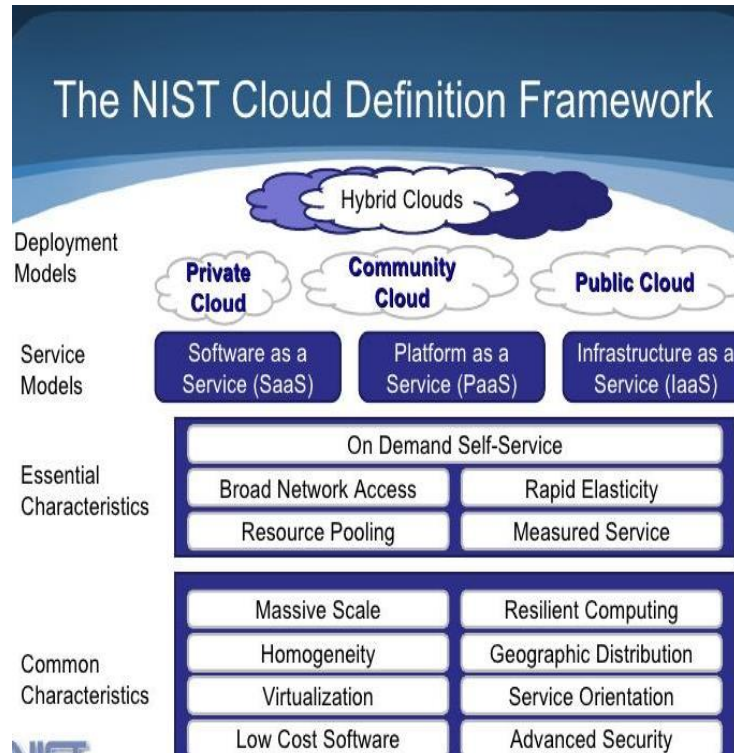 The NIST Cloud Definition Framework
Hybrid Clouds
Deployment
Models
Private
Cloud
Community
Cloud
Public Cloud
Service
Models
Software as a
Service (SaaS)
Platform as a
Service (PaaS)
Infrastructure as a
Service (IaaS)
Essential
Characteristics
On Demand Self-Service
Broad Network Access
Rapid Elasticity
Resource Pooling
Measured Service
Common
Characteristics
Massive Scale
Resilient Computing
Homogeneity
Geographic Distribution
Virtualization
Service Orientation
Low Cost Software
Advanced Security
NIST